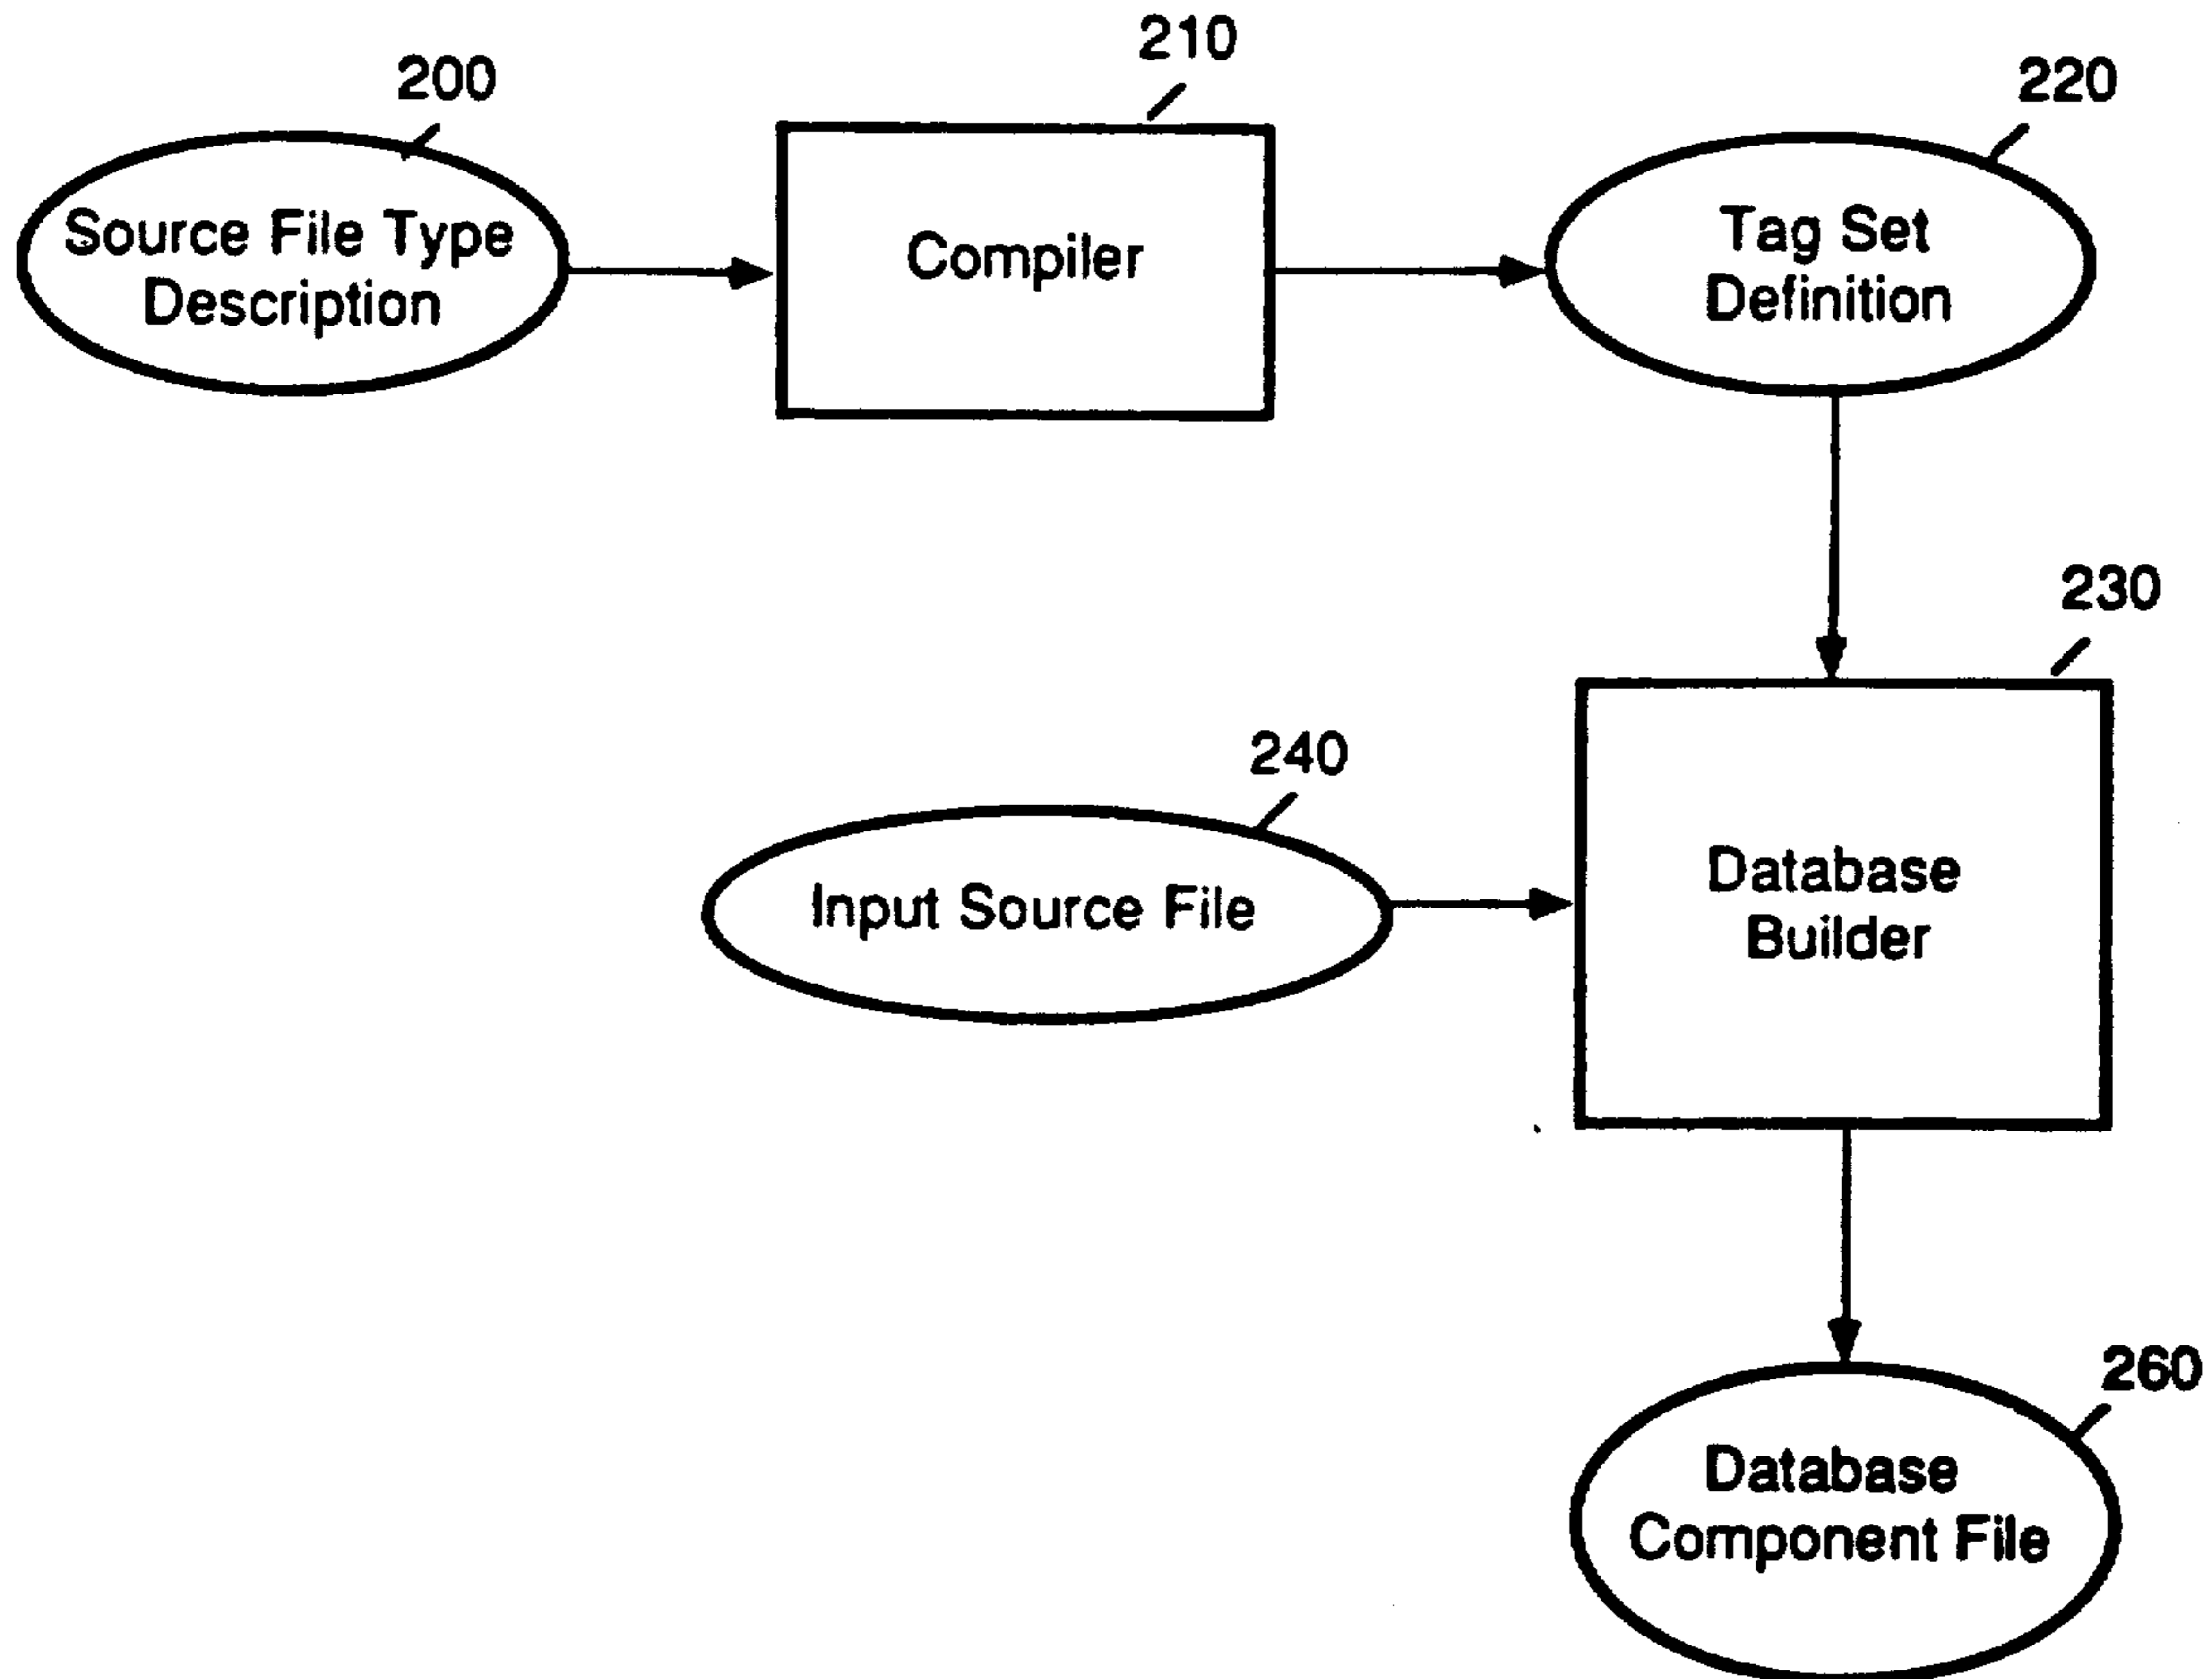 200
210
220
Source File Type
Description
Compiler
Tag Set
Definition
230
240
Input Source File
Database
Builder
260
Database
Component File